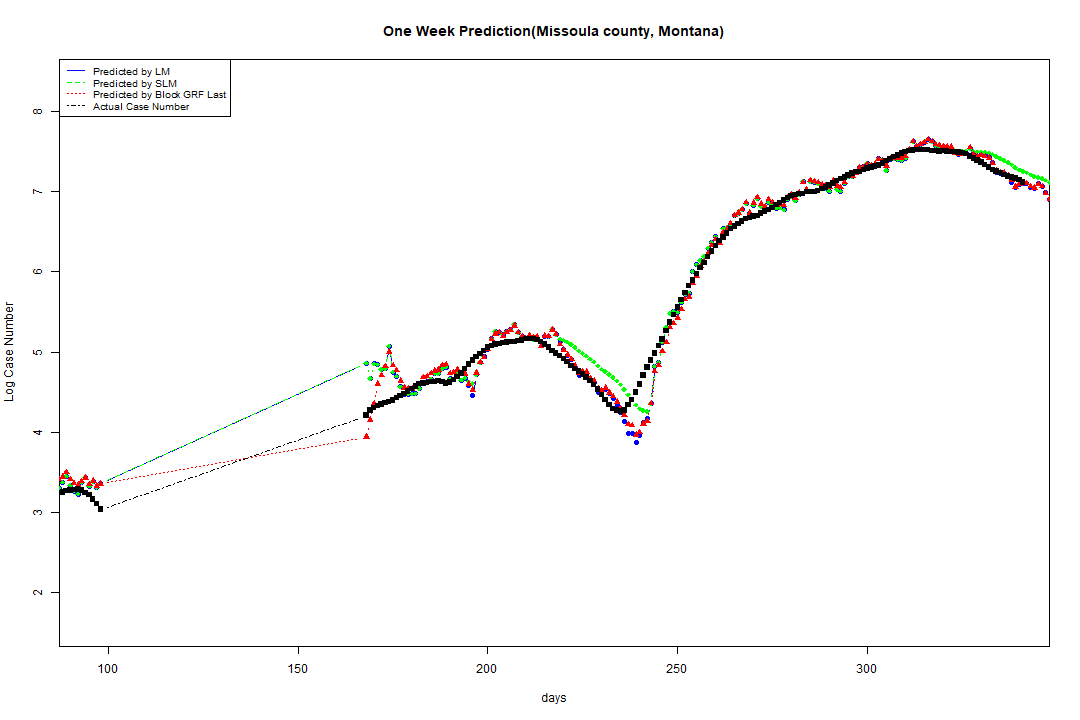 One Week Prediction(Missoula county, Montana)
Predicted by LM
Predicted by SLM
Predicted by Block GRF Last
Actual Case Number
8
7
6
5
4
3
2
Log Case Number
100 150 200 250 300
days